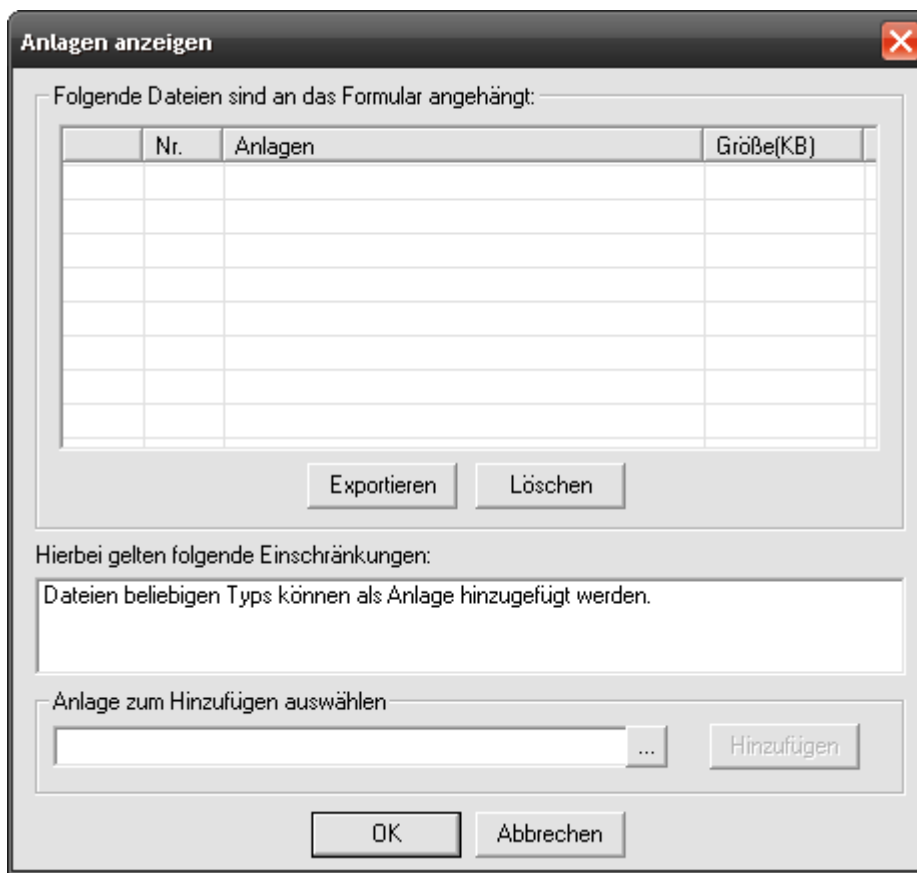 Anlagen anzeigen
Folgende Dateien sind an das Formular angehängt:
Nr. Anlagen Größe(KB)
Exportieren Löschen
Hierbei gelten folgende Einschränkungen:
Dateien beliebigen Typs können als Anlage hinzugefügt werden.
Anlage zum Hinzufügen auswählen
... Hinzufügen
OK Abbrechen